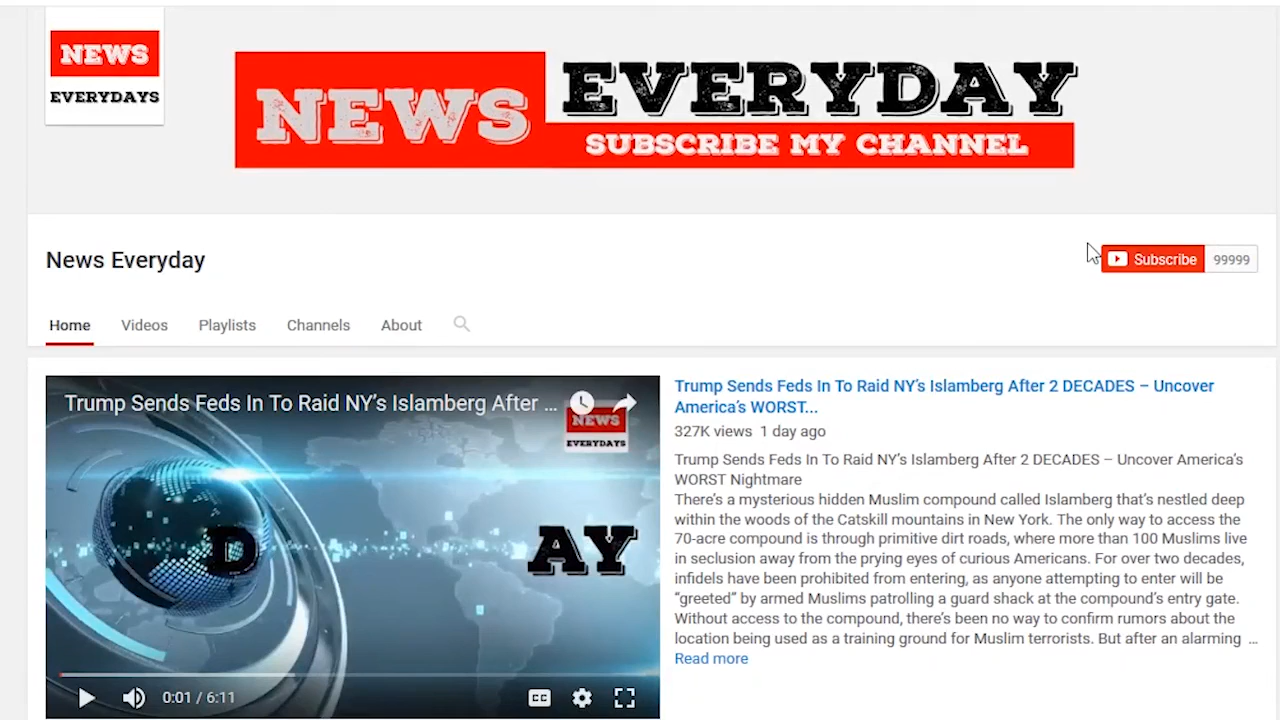 NEWS
EVERYDAYS
NEWS
EVERYDAY
SUBSCRIBE MY CHANNEL
News Everyday
Subscribe 99999
Home Videos Playlists Channels About
Trump Sends Feds In To Raid NY's Islamberg After ...
NEWS
EVERYDAYS
D AY
0:01 / 6:11
CC
Trump Sends Feds In To Raid NY's Islamberg After 2 DECADES – Uncover
America's WORST...
327K views 1 day ago
Trump Sends Feds In To Raid NY's Islamberg After 2 DECADES – Uncover America's
WORST Nightmare
There's a mysterious hidden Muslim compound called Islamberg that's nestled deep
within the woods of the Catskill mountains in New York. The only way to access the
70-acre compound is through primitive dirt roads, where more than 100 Muslims live
in seclusion away from the prying eyes of curious Americans. For over two decades,
infidels have been prohibited from entering, as anyone attempting to enter will be
“greeted” by armed Muslims patrolling a guard shack at the compound's entry gate.
Without access to the compound, there's been no way to confirm rumors about the
location being used as a training ground for Muslim terrorists. But after an alarming ...
Read more